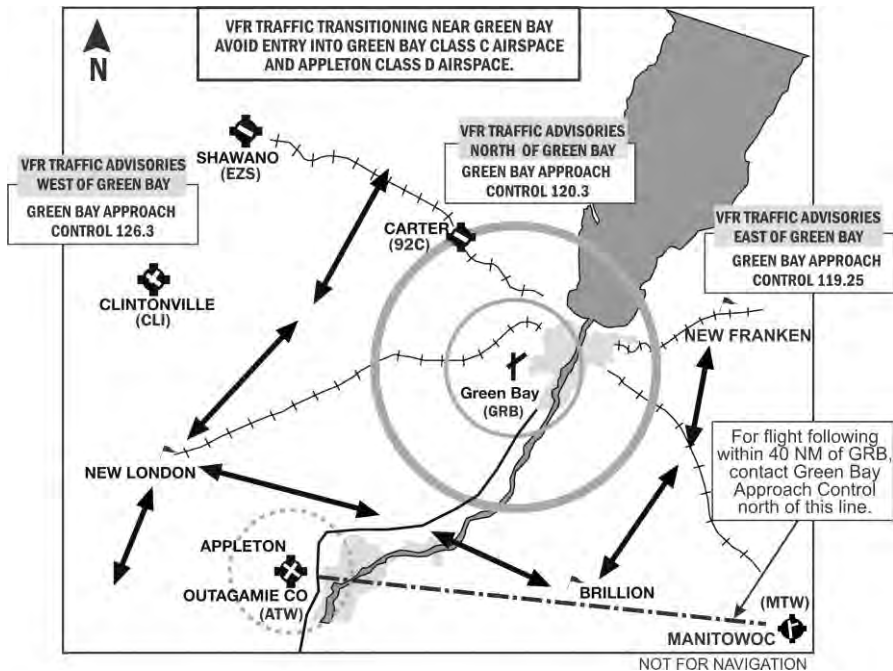 VFR TRAFFIC TRANSITIONING NEAR GREEN BAY
AVOID ENTRY INTO GREEN BAY CLASS C AIRSPACE
AND APPLETON CLASS D AIRSPACE.
N
SHAWANO
(EZS)
VFR TRAFFIC ADVISORIES
NORTH OF GREEN BAY
GREEN BAY APPROACH
CONTROL 120.3
VFR TRAFFIC ADVISORIES
WEST OF GREEN BAY
GREEN BAY APPROACH
CONTROL 126.3
CARTER
(92C)
VFR TRAFFIC ADVISORIES
EAST OF GREEN BAY
GREEN BAY APPROACH
CONTROL 119.25
CLINTONVILLE
(CLI)
NEW FRANKEN
Green Bay
(GRB)
NEW LONDON
For flight following
within 40 NM of GRB,
contact Green Bay
Approach Control
north of this line.
APPLETON
OUTAGAMIE CO
(ATW)
BRILLION
(MTW)
MANITOWOC
NOT FOR NAVIGATION